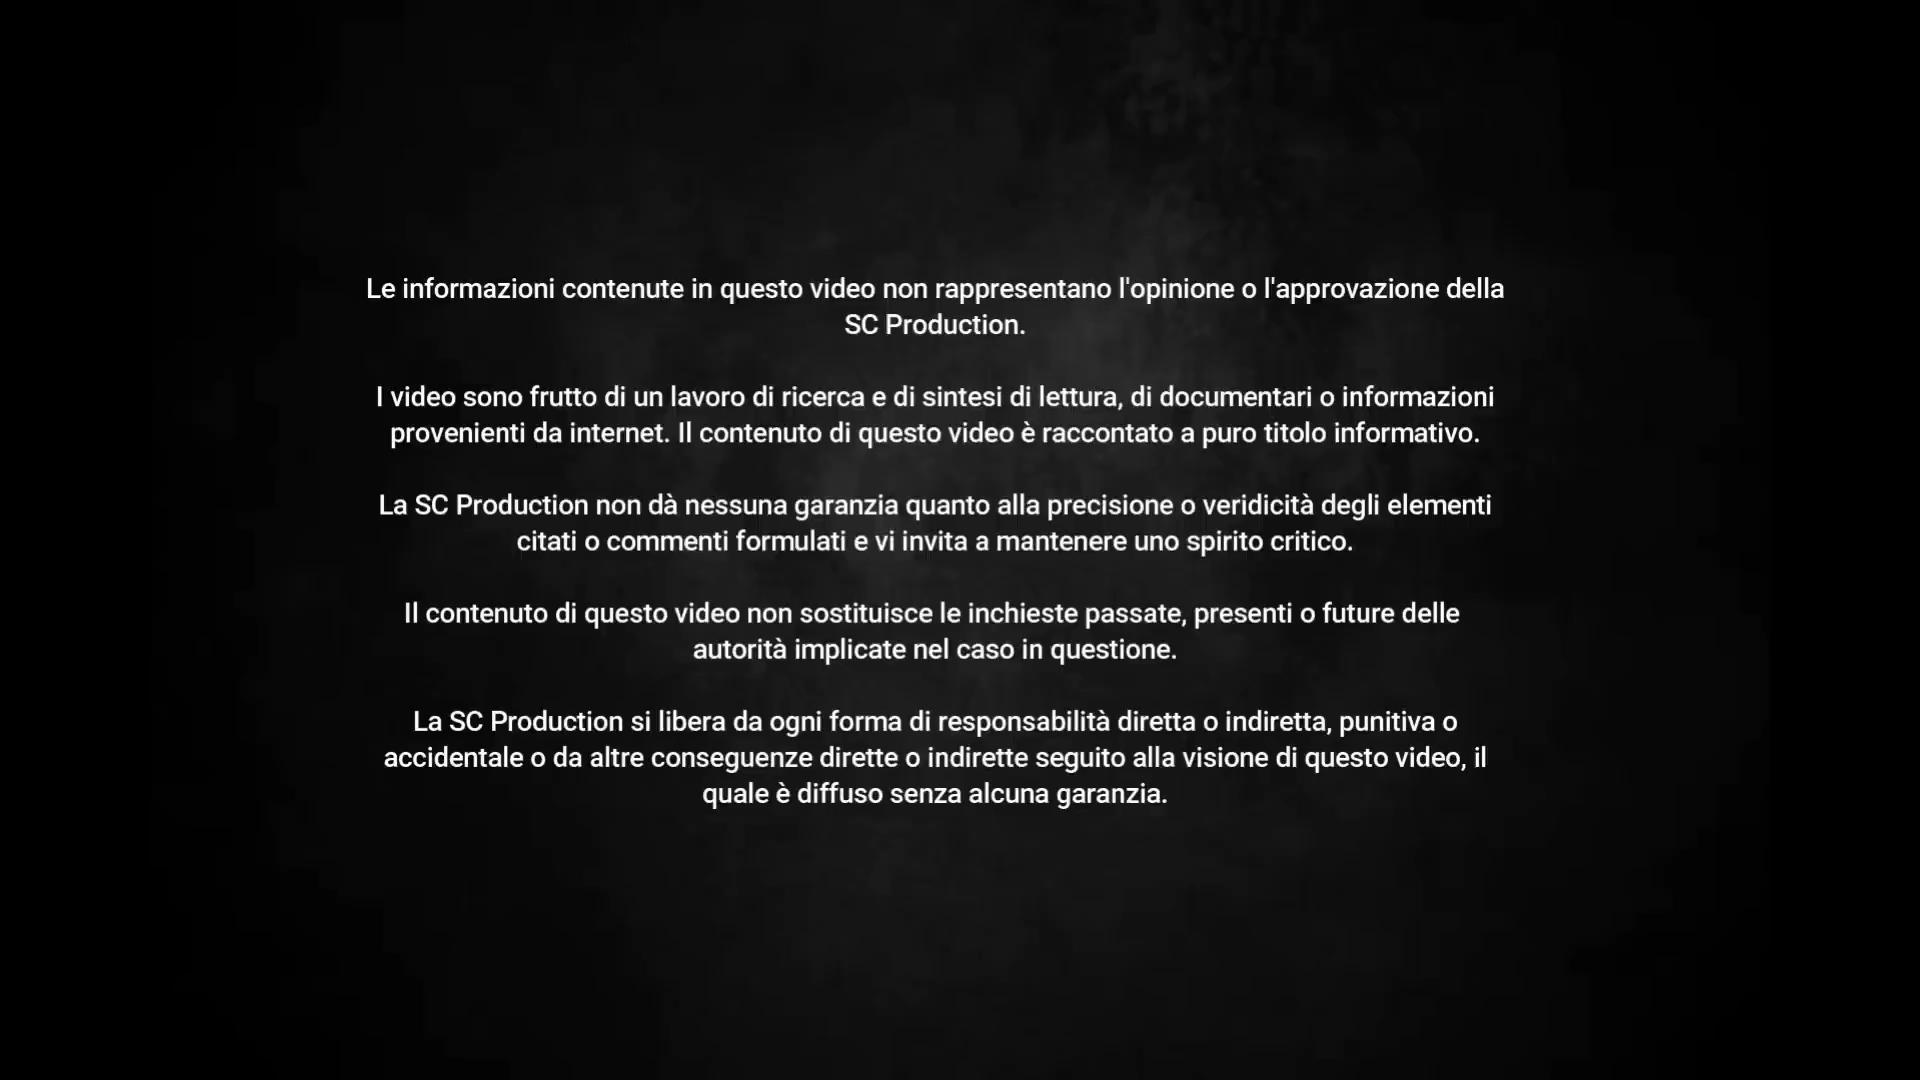 Le informazioni contenute in questo video non rappresentano l'opinione o l'approvazione della
SC Production.
I video sono frutto di un lavoro di ricerca e di sintesi di lettura, di documentari o informazioni
provenienti da internet. Il contenuto di questo video è raccontato a puro titolo informativo.
La SC Production non dà nessuna garanzia quanto alla precisione o veridicità degli elementi
citati o commenti formulati e vi invita a mantenere uno spirito critico.
Il contenuto di questo video non sostituisce le inchieste passate, presenti o future delle
autorità implicate nel caso in questione.
La SC Production si libera da ogni forma di responsabilità diretta o indiretta, punitiva o
accidentale o da altre conseguenze dirette o indirette seguito alla visione di questo video, il
quale è diffuso senza alcuna garanzia.